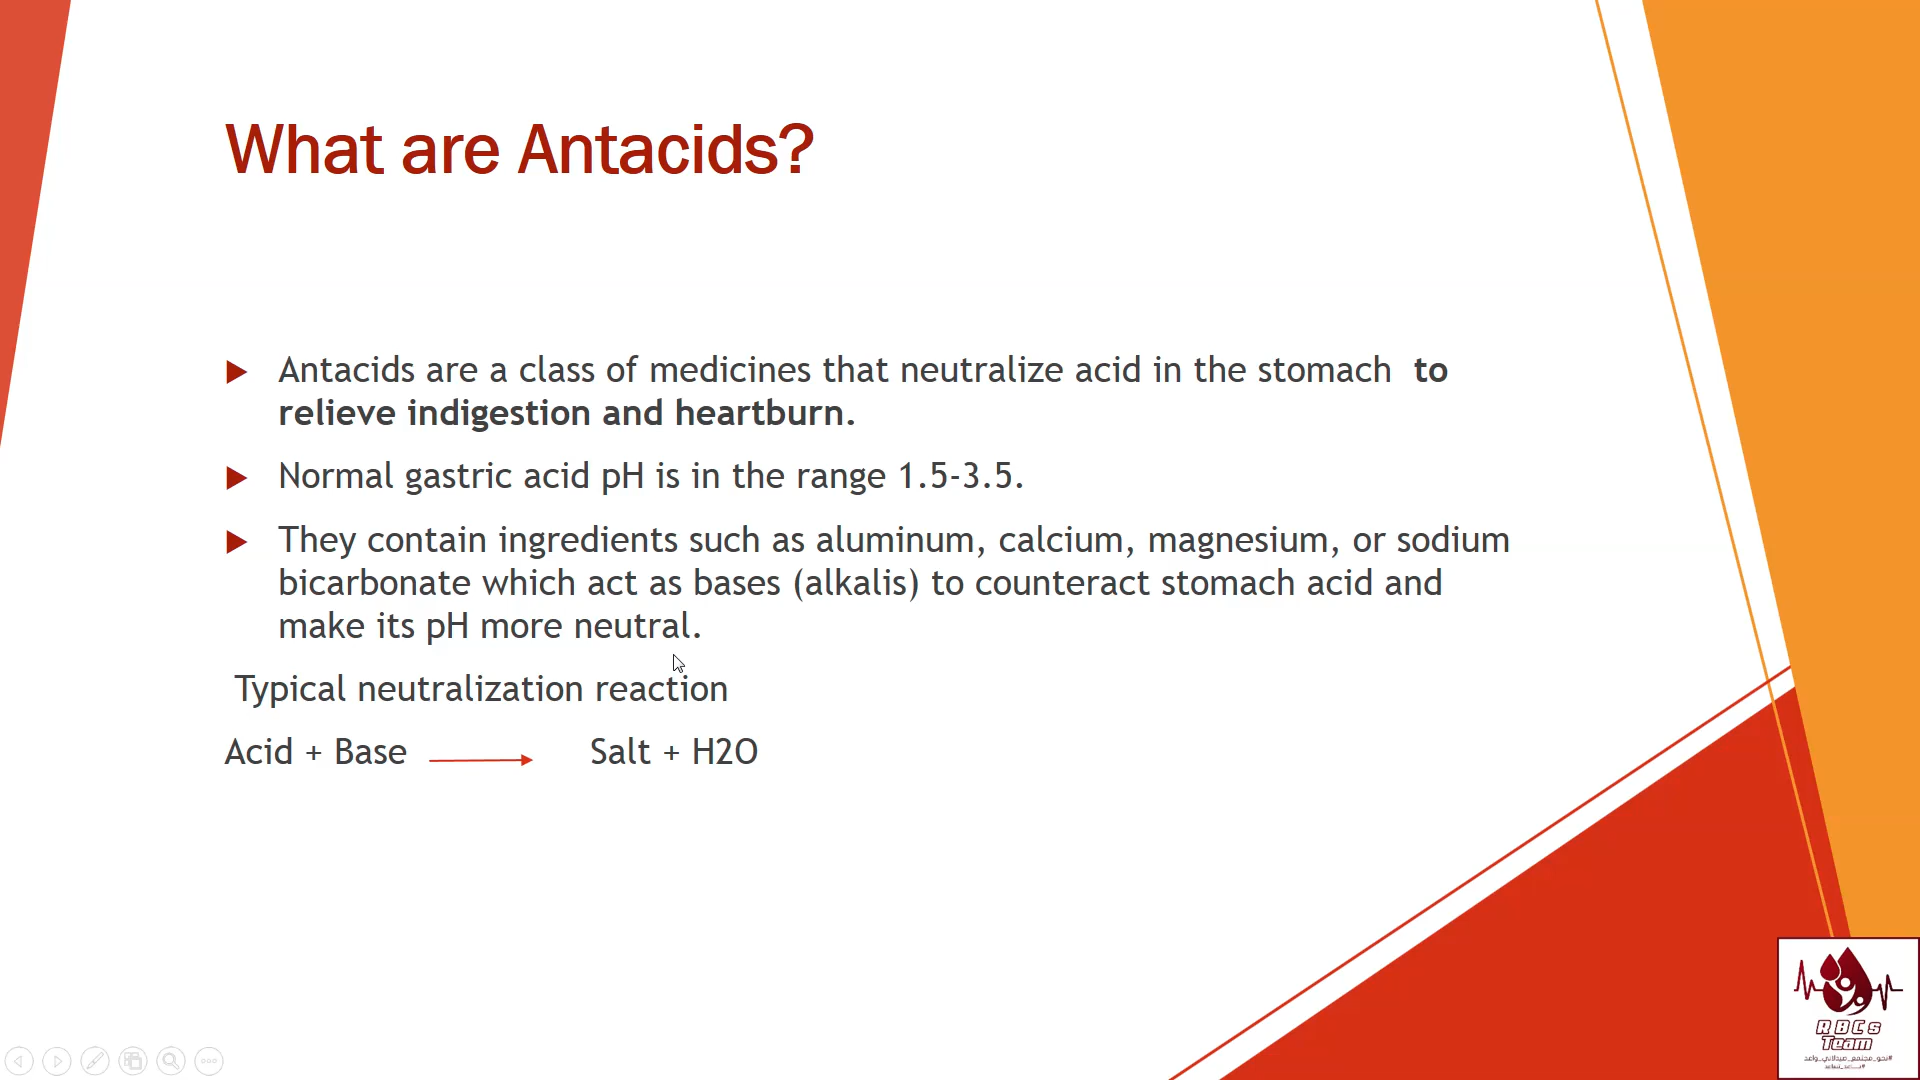 What are Antacids?
Antacids are a class of medicines that neutralize acid in the stomach to
relieve indigestion and heartburn.
Normal gastric acid pH is in the range 1.5-3.5.
They contain ingredients such as aluminum, calcium, magnesium, or sodium
bicarbonate which act as bases (alkalis) to counteract stomach acid and
make its pH more neutral.
Typical neutralization reaction
Acid + Base Salt + H2O
RBCs
Team
#نحو_مجتمع_صيدلاني_واعد